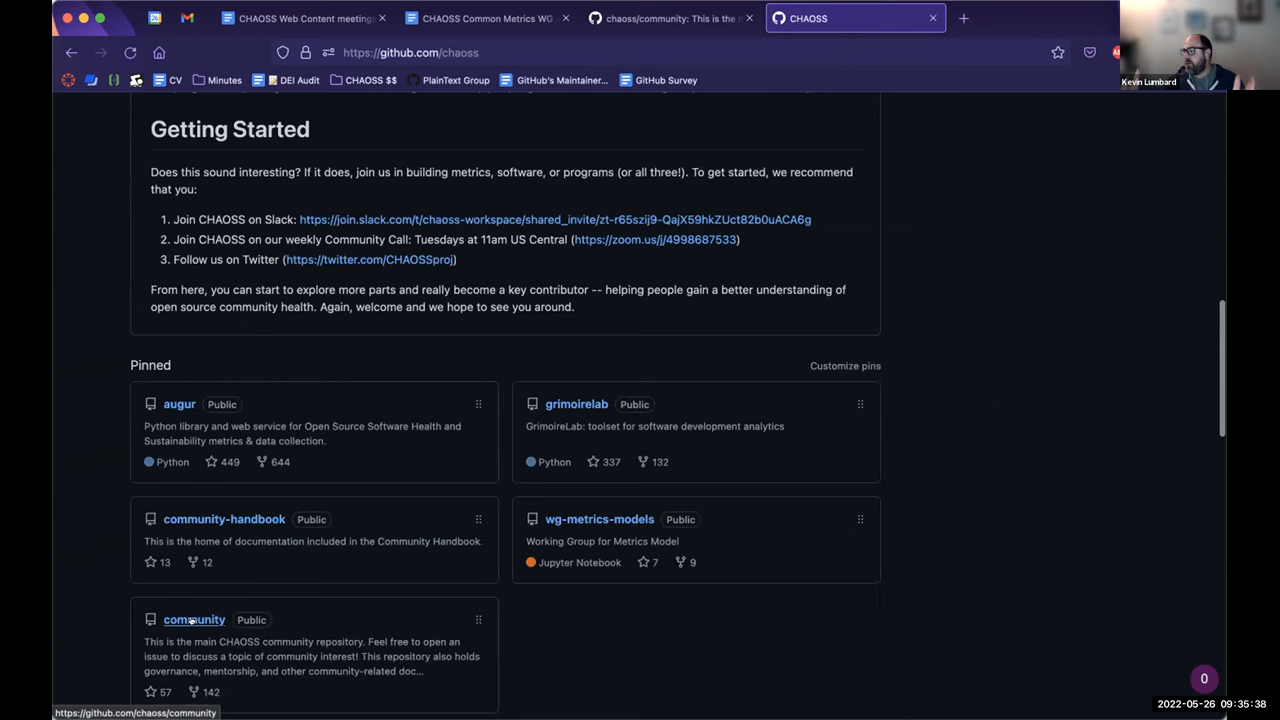 CHAOSS Web Content meetings
CHAOSS Common Metrics WG -
chaoss/community: This is the m
CHAOSS
https://github.com/chaoss
CV
Minutes
DEI Audit
CHAOSS $$
PlainText Group
GitHub's Maintainer...
GitHub Survey
Kevin Lumbard
Getting Started
Does this sound interesting? If it does, join us in building metrics, software, or programs (or all three!). To get started, we recommend
that you:
1. Join CHAOSS on Slack: https://join.slack.com/t/chaoss-workspace/shared_invite/zt-r65szij9-QajX59hkZUct82b0uACA6g
2. Join CHAOSS on our weekly Community Call: Tuesdays at 11am US Central (https://zoom.us/j/4998687533)
3. Follow us on Twitter (https://twitter.com/CHAOSSproj)
From here, you can start to explore more parts and really become a key contributor -- helping people gain a better understanding of
open source community health. Again, welcome and we hope to see you around.
Pinned
Customize pins
augur Public
Python library and web service for Open Source Software Health and
Sustainability metrics & data collection.
Python 449 644
grimoirelab Public
GrimoireLab: toolset for software development analytics
Python 337 132
community-handbook Public
This is the home of documentation included in the Community Handbook.
13 12
wg-metrics-models Public
Working Group for Metrics Model
Jupyter Notebook 7 9
community Public
This is the main CHAOSS community repository. Feel free to open an
issue to discuss a topic of community interest! This repository also holds
governance, mentorship, and other community-related doc...
57 142
0
https://github.com/chaoss/community
2022-05-26 09:35:38